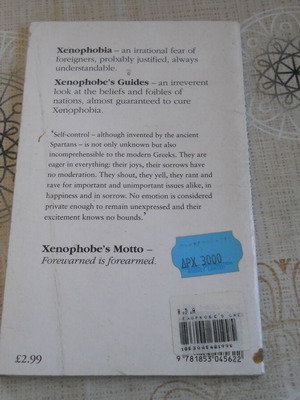 Xenophobia – an irrational fear of
foreigners, probably justified, always
understandable.
Xenophobe's Guides – an irreverent
look at the beliefs and foibles of
nations, almost guaranteed to cure
Xenophobia.
'Self-control – although invented by the ancient
Spartans – is not only unknown but also
incomprehensible to the modern Greeks. They are
eager in everything: their joys, their sorrows have
no moderation. They shout, they yell, they rant and
rave for important and unimportant issues alike, in
happiness and in sorrow. No emotion is considered
private enough to remain unexpressed and their
excitement knows no bounds.'
Xenophobe's Motto –
Forewarned is forearmed.
ΔΡΧ 3000
£2.99
9 781853 045622